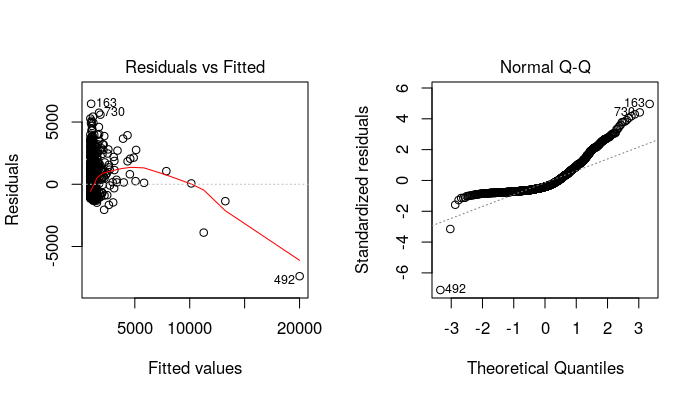 Residuals vs Fitted
Residuals
5000
0
-5000
163
730
492
5000 10000 20000
Fitted values
Normal Q-Q
Standardized residuals
6
4
2
0
-2
-4
-6
163
730
492
-3 -2 -1 0 1 2 3
Theoretical Quantiles